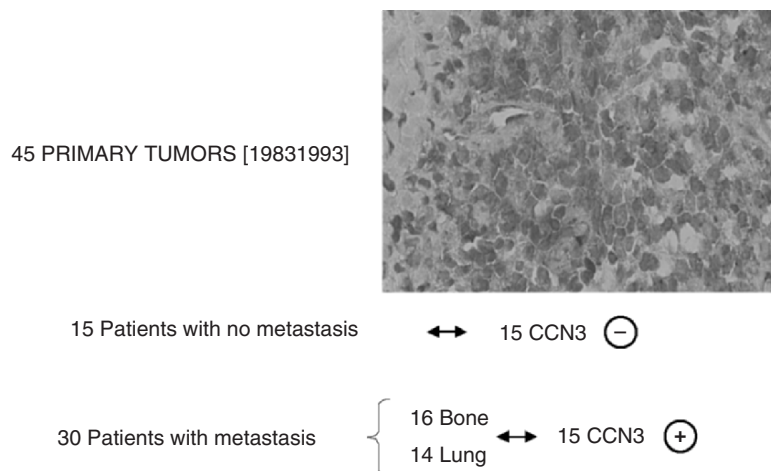 45 PRIMARY TUMORS [19831993]
15 Patients with no metastasis ↔ 15 CCN3 −
30 Patients with metastasis { 16 Bone
14 Lung ↔ 15 CCN3 +